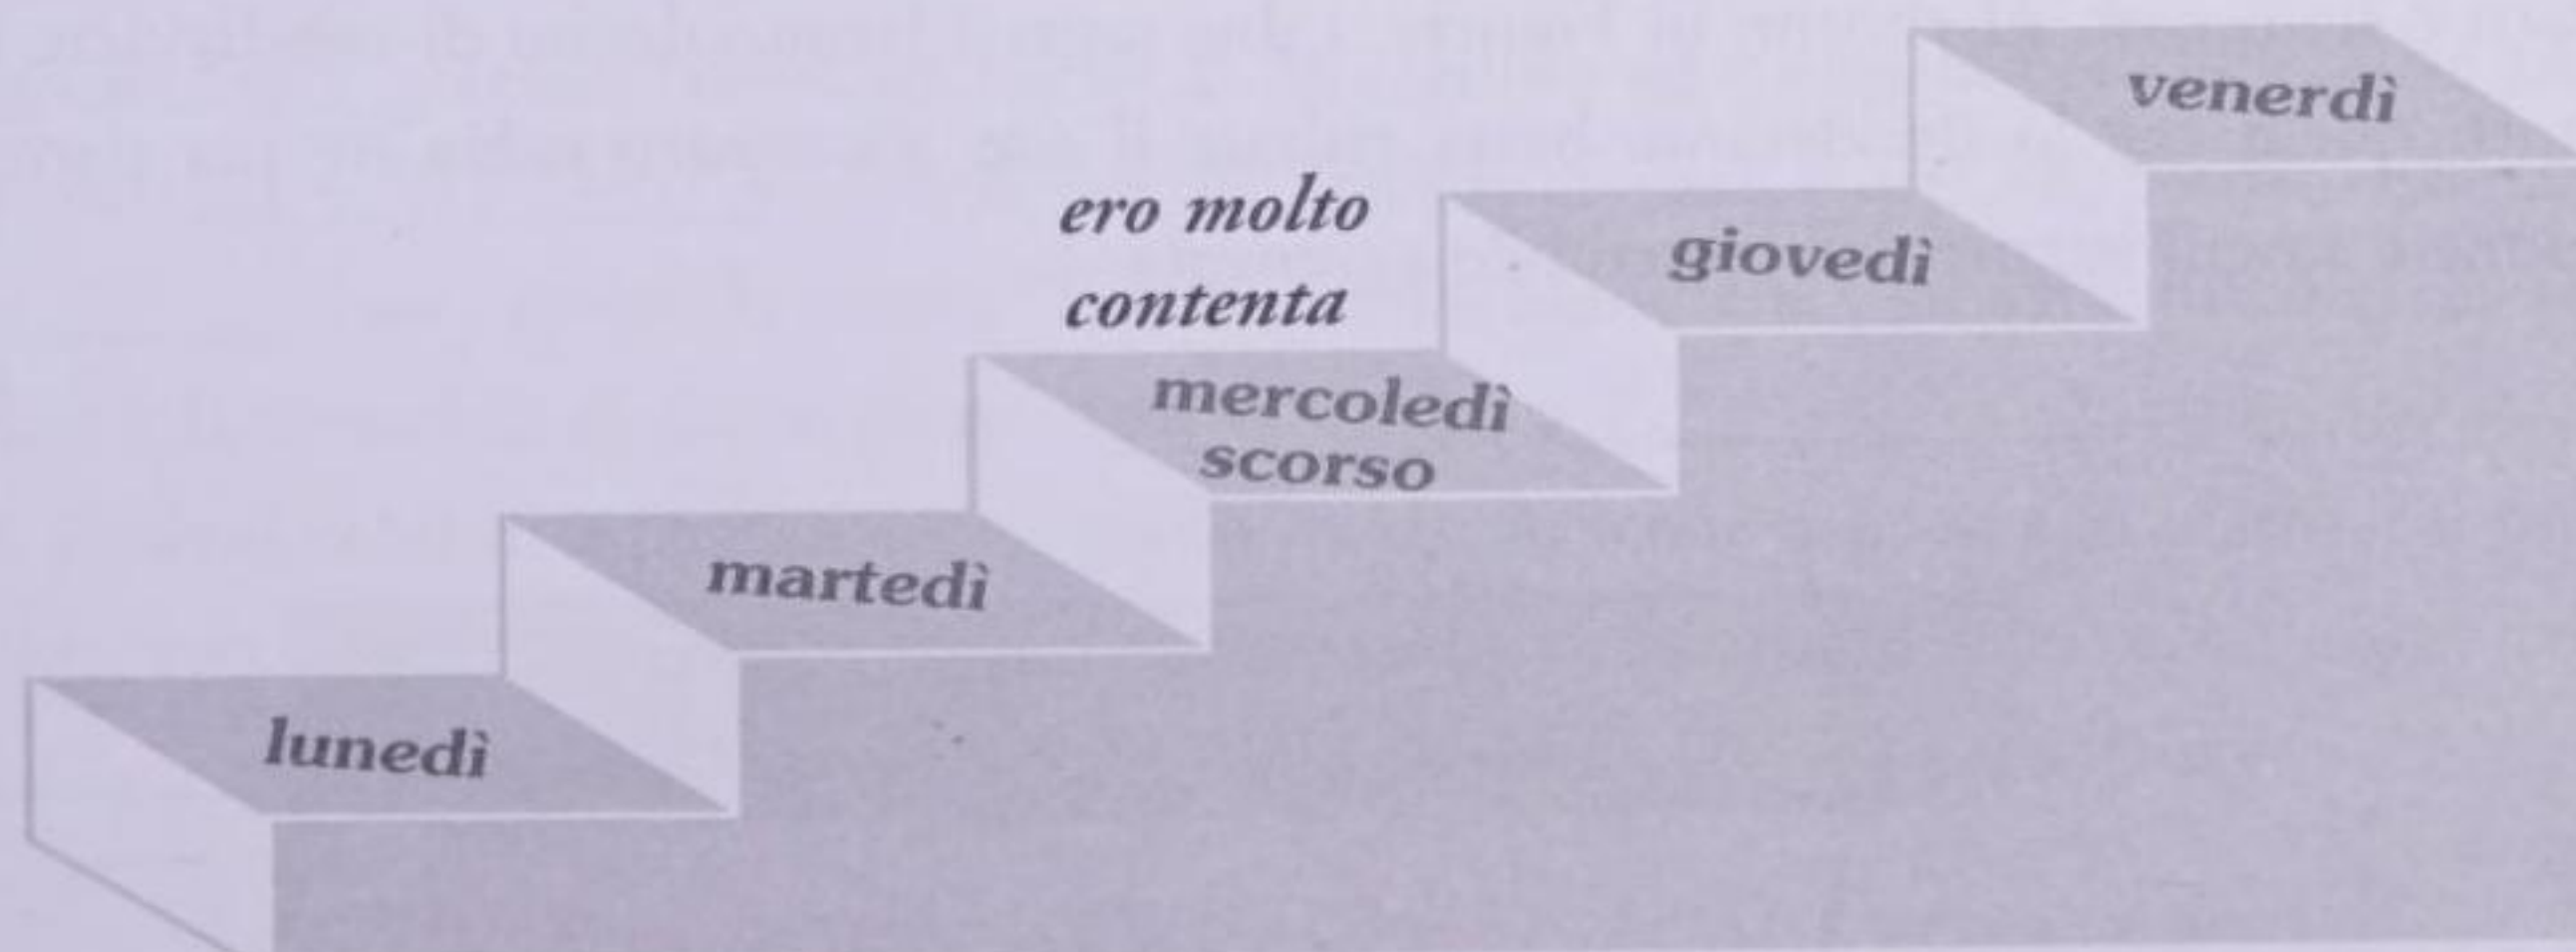 venerdì
ero molto
contenta
giovedì
mercoledì
scorso
martedì
lunedì